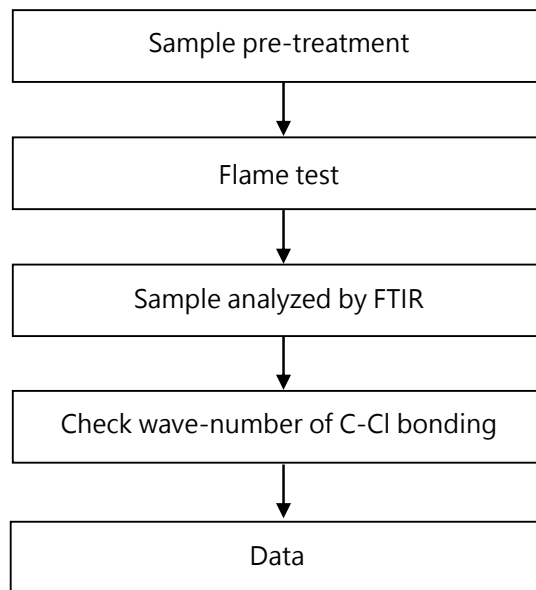 Sample pre-treatment
Flame test
Sample analyzed by FTIR
Check wave-number of C-Cl bonding
Data